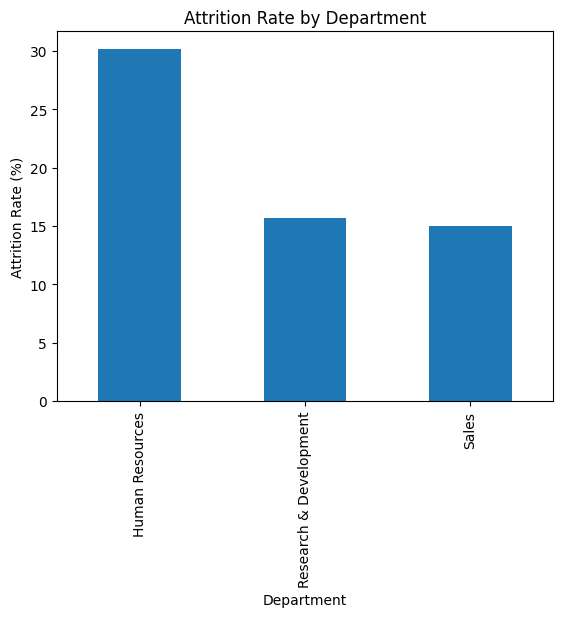 Attrition Rate by Department
Attrition Rate (%)
30
25
20
15
10
5
0
Human Resources
Research & Development
Sales
Department